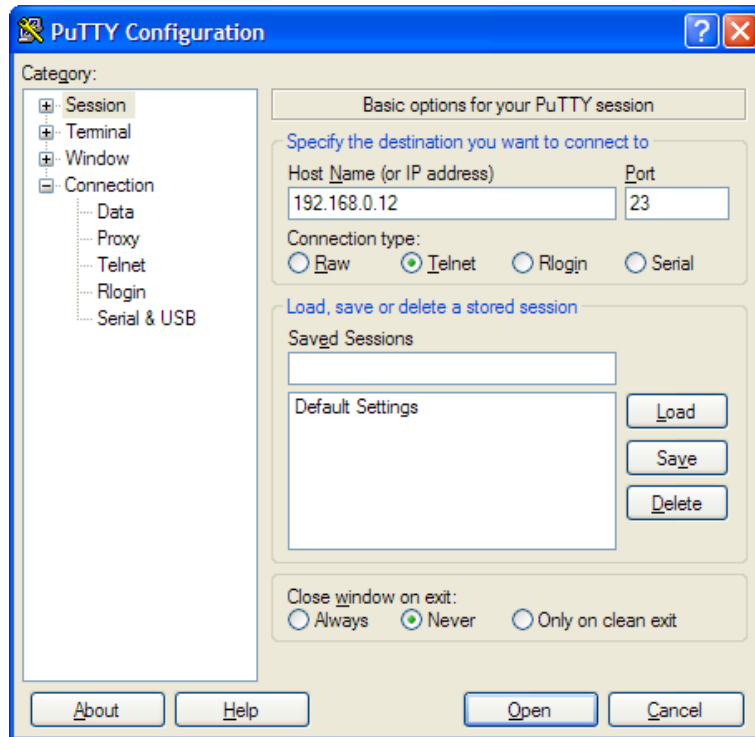 PuTTY Configuration
Category:
Session
Terminal
Window
Connection
Data
Proxy
Telnet
Rlogin
Serial & USB
Basic options for your PuTTY session
Specify the destination you want to connect to
Host Name (or IP address) Port
192.168.0.12 23
Connection type:
Raw Telnet Rlogin Serial
Load, save or delete a stored session
Saved Sessions
Default Settings
Load
Save
Delete
Close window on exit:
Always Never Only on clean exit
About Help Open Cancel